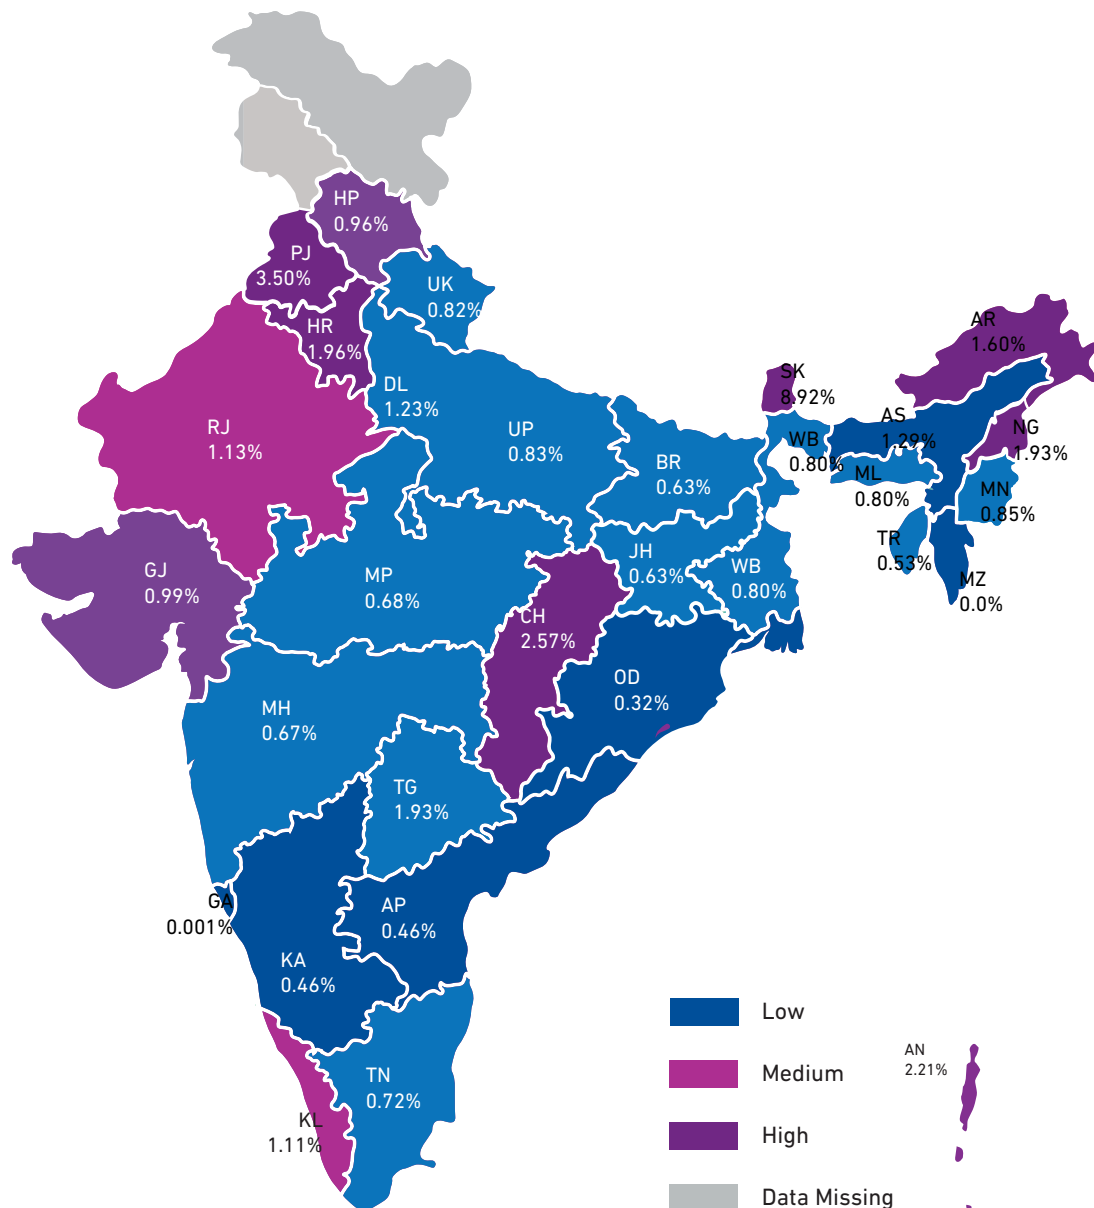 HP
0.96%
PJ
3.50%
UK
0.82%
HR
1.96%
AR
1.60%
SK
8.92%
DL
1.23%
RJ
1.13%
UP
0.83%
AS
1.29%
NG
1.93%
WB
0.80%
BR
0.63%
ML
0.80%
MN
0.85%
TR
0.53%
JH
0.63%
WB
0.80%
GJ
0.99%
MP
0.68%
MZ
0.0%
CH
2.57%
OD
0.32%
MH
0.67%
TG
1.93%
GA
0.001%
AP
0.46%
KA
0.46%
Low
AN
2.21%
Medium
TN
0.72%
KL
1.11%
High
Data Missing